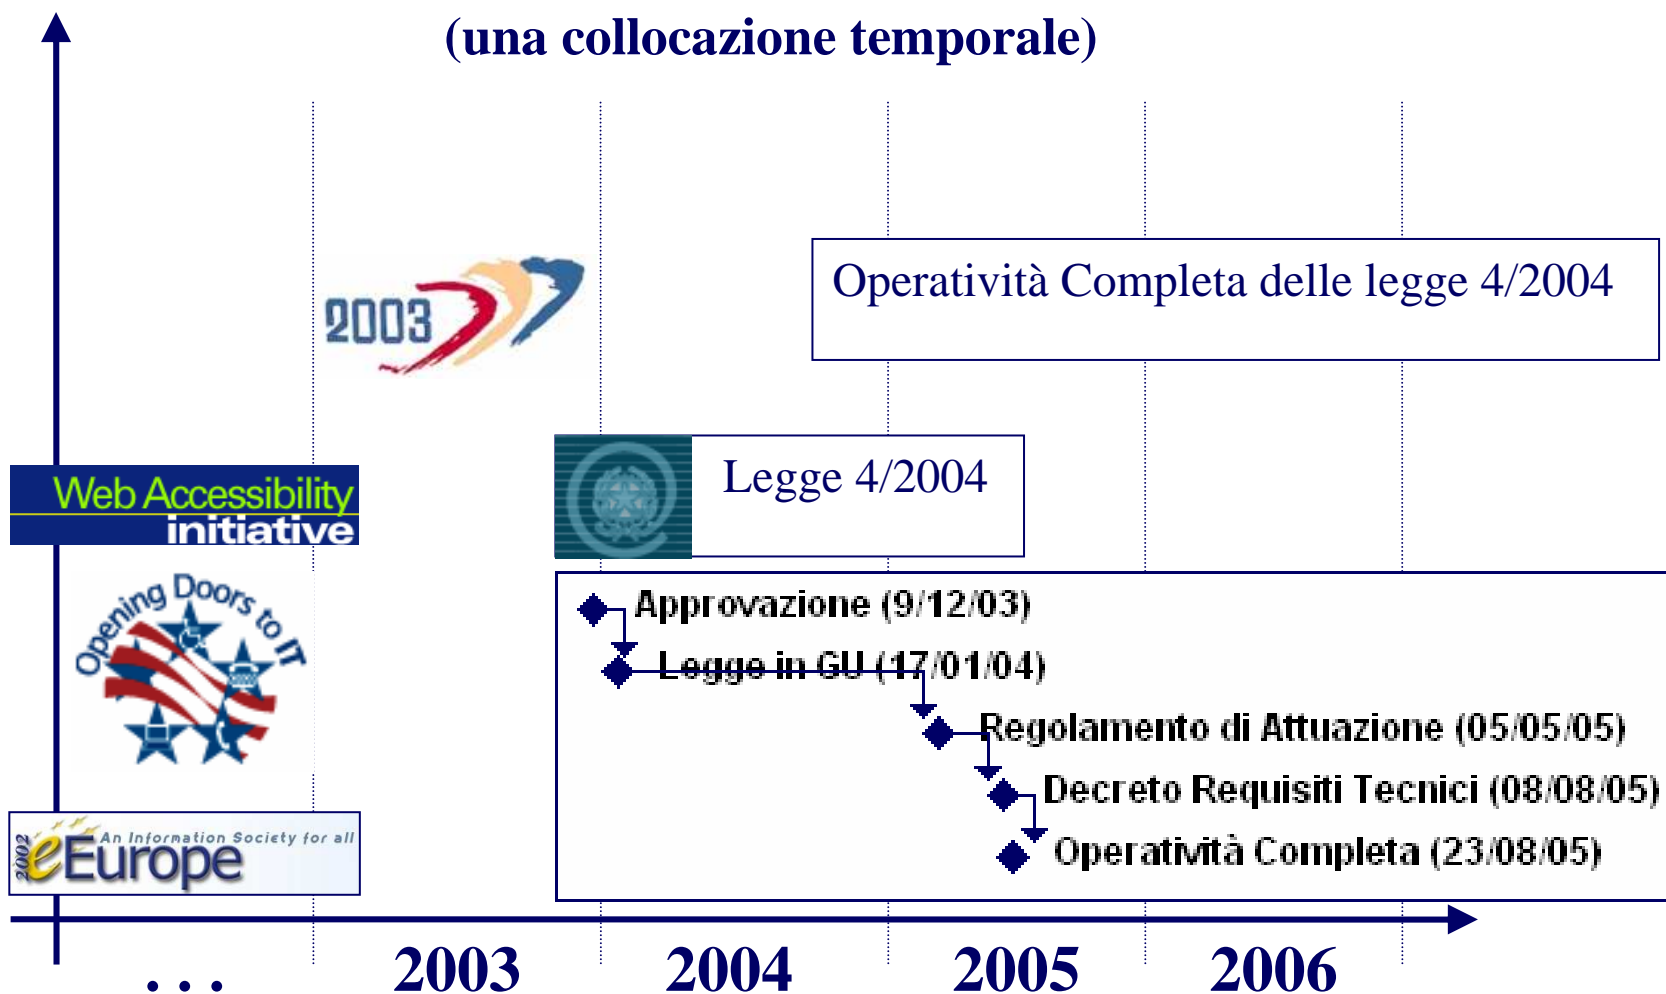 (una collocazione temporale)
Operatività Completa delle legge 4/2004
2003
Legge 4/2004
Web Accessibility
initiative
Opening Doors to IT
Approvazione (9/12/03)
Legge in GU (17/01/04)
Regolamento di Attuazione (05/05/05)
Decreto Requisiti Tecnici (08/08/05)
Operatività Completa (23/08/05)
2002
An Information Society for all
eEurope
. . .
2003
2004
2005
2006